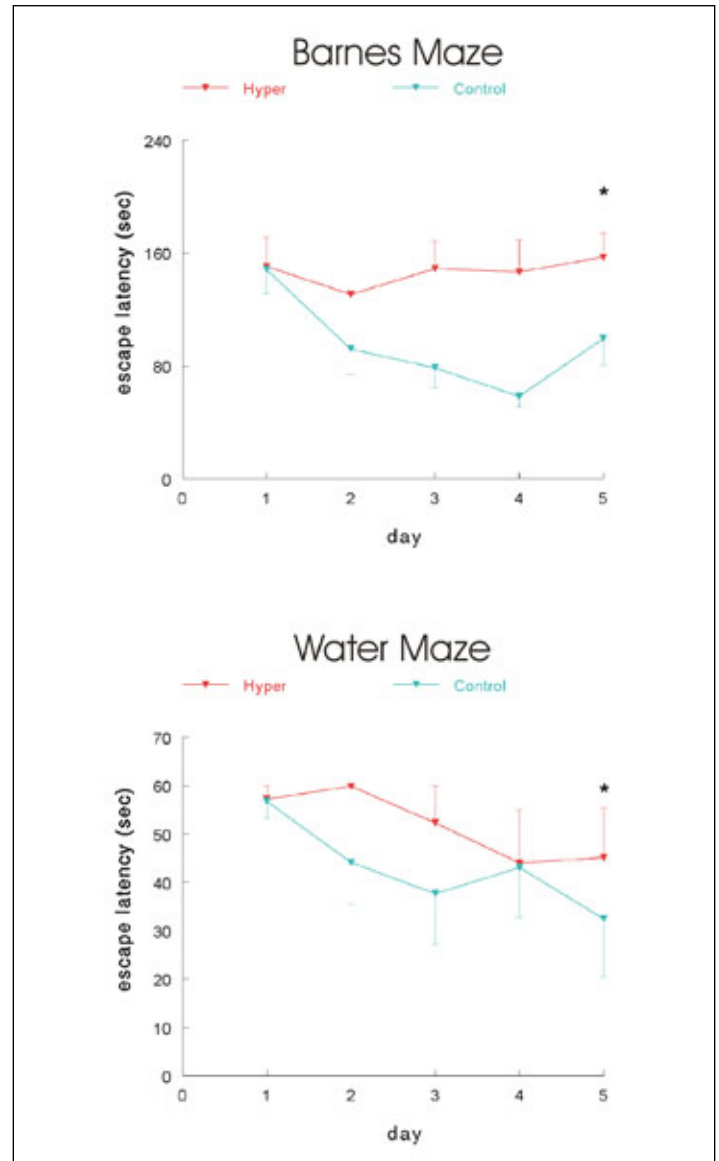 Barnes Maze
Hyper Control
240
160
80
0
escape latency (sec)
*
0 1 2 3 4 5
day
Water Maze
Hyper Control
70
60
50
40
30
20
10
0
escape latency (sec)
*
0 1 2 3 4 5
day